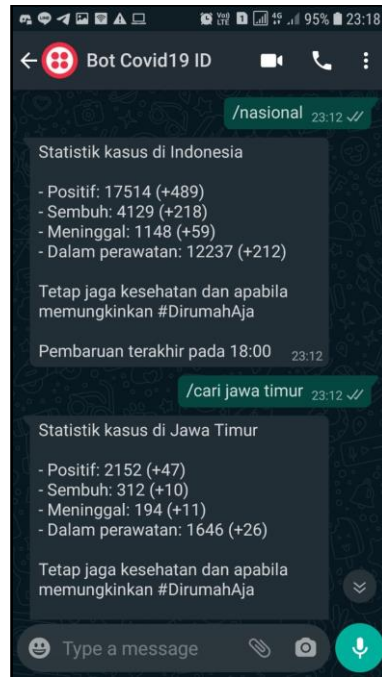 95% 23:18
Bot Covid19 ID
/nasional 23:12
Statistik kasus di Indonesia
- Positif: 17514 (+489)
- Sembuh: 4129 (+218)
- Meninggal: 1148 (+59)
- Dalam perawatan: 12237 (+212)
Tetap jaga kesehatan dan apabila
memungkinkan #DirumahAja
Pembaruan terakhir pada 18:00 23:12
/cari jawa timur 23:12
Statistik kasus di Jawa Timur
- Positif: 2152 (+47)
- Sembuh: 312 (+10)
- Meninggal: 194 (+11)
- Dalam perawatan: 1646 (+26)
Tetap jaga kesehatan dan apabila
memungkinkan #DirumahAja
Type a message